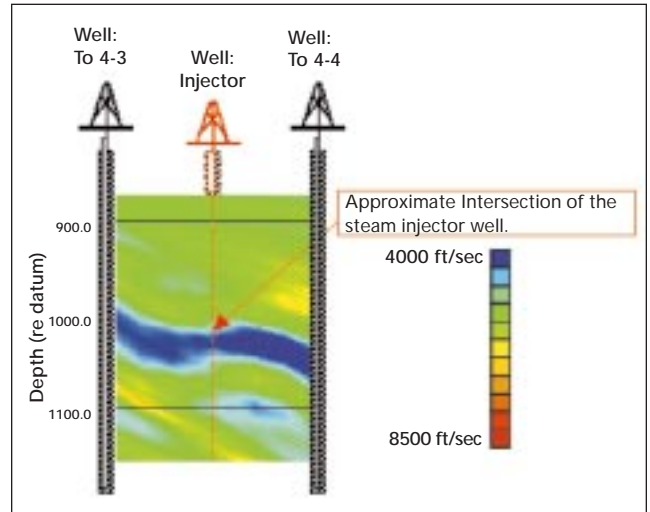 Well:
To 4-3
Well:
Injector
Well:
To 4-4
Approximate Intersection of the
steam injector well.
Depth (re datum)
900.0
1000.0
1100.0
4000 ft/sec
8500 ft/sec